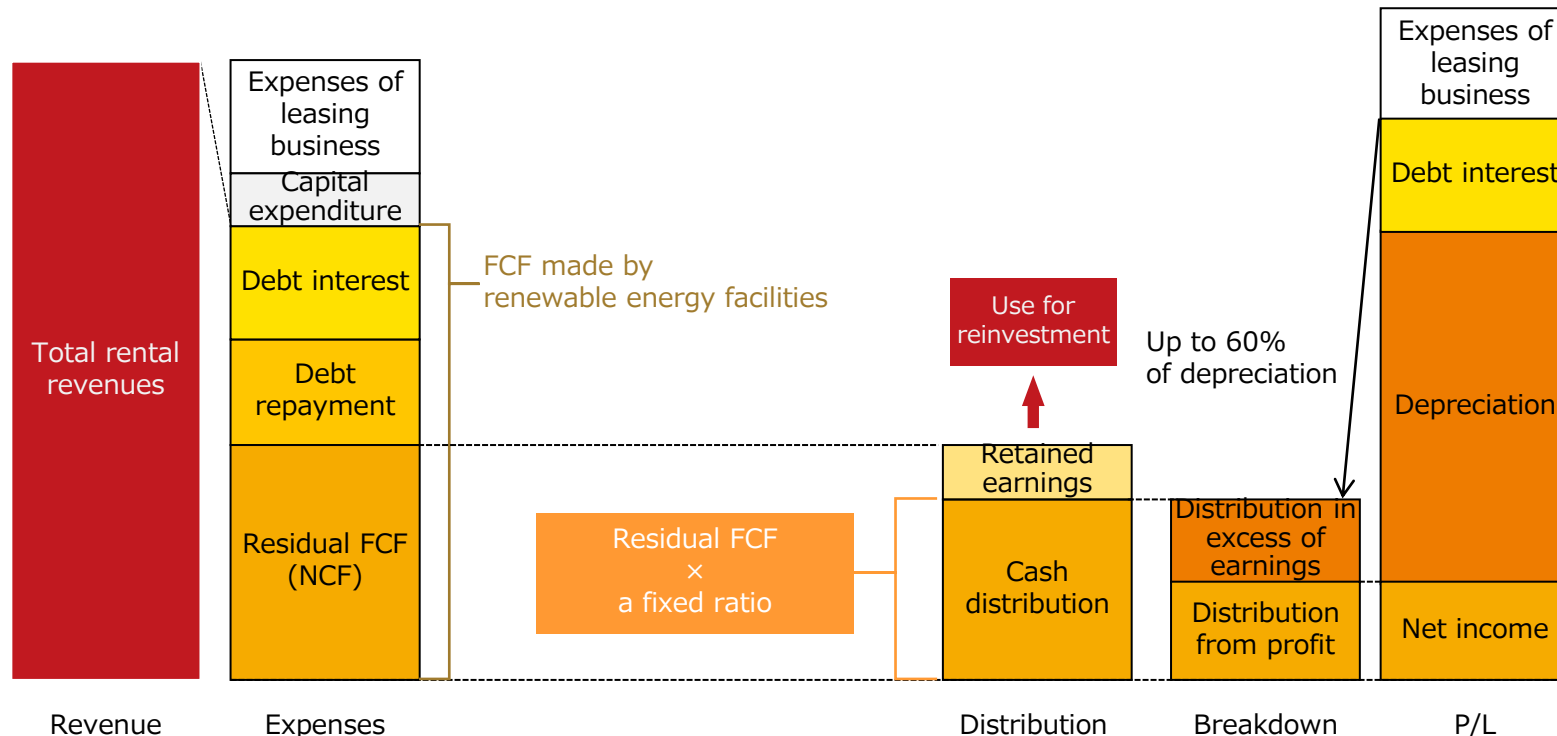 Total rental
revenues
Revenue
Expenses of
leasing
business
Capital
expenditure
Debt interest
Debt
repayment
Residual FCF
(NCF)
Expenses
FCF made by
renewable energy facilities
Residual FCF
×
a fixed ratio
Use for
reinvestment
Retained
earnings
Cash
distribution
Distribution
Up to 60%
of depreciation
Distribution in
excess of
earnings
Distribution
from profit
Breakdown
Expenses of
leasing
business
Debt interest
Depreciation
Net income
P/L